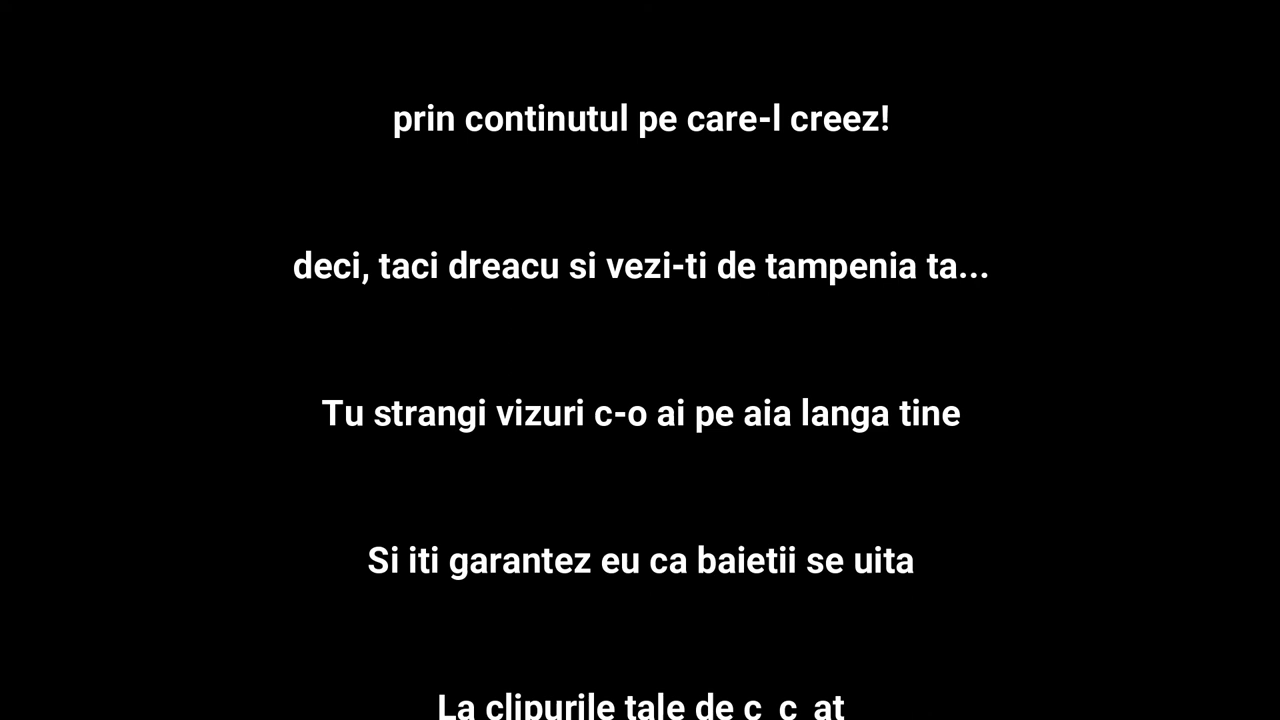 prin continutul pe care-l creez!
deci, taci dreacu si vezi-ti de tampenia ta...
Tu strangi vizuri c-o ai pe aia langa tine
Si iti garantez eu ca baietii se uita
La clipurile tale de c_c_at